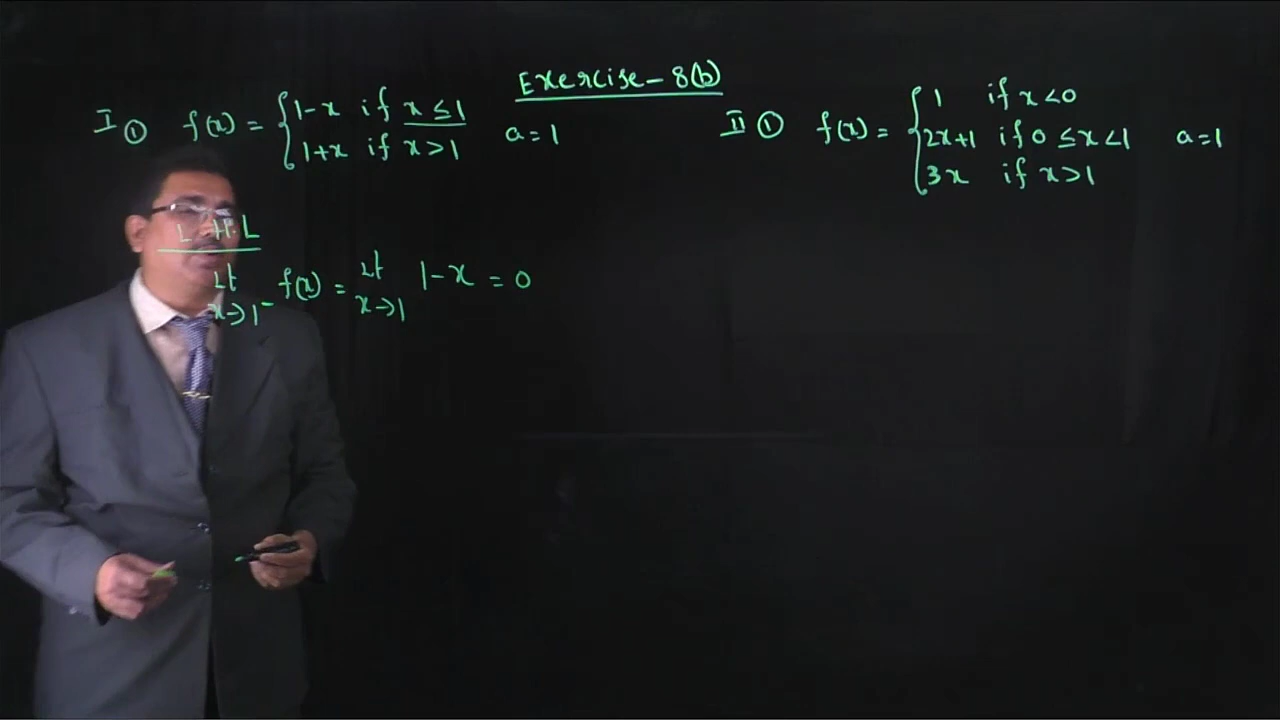 Exercise-8(b)
I ① f(x) = { 1-x if x ≤ 1
1+x if x > 1
a = 1
L.H.L
Lt x→1⁻ f(x) = Lt x→1 1-x = 0
II ① f(x) = { 1 if x < 0
2x+1 if 0 ≤ x < 1
3x if x > 1
a = 1